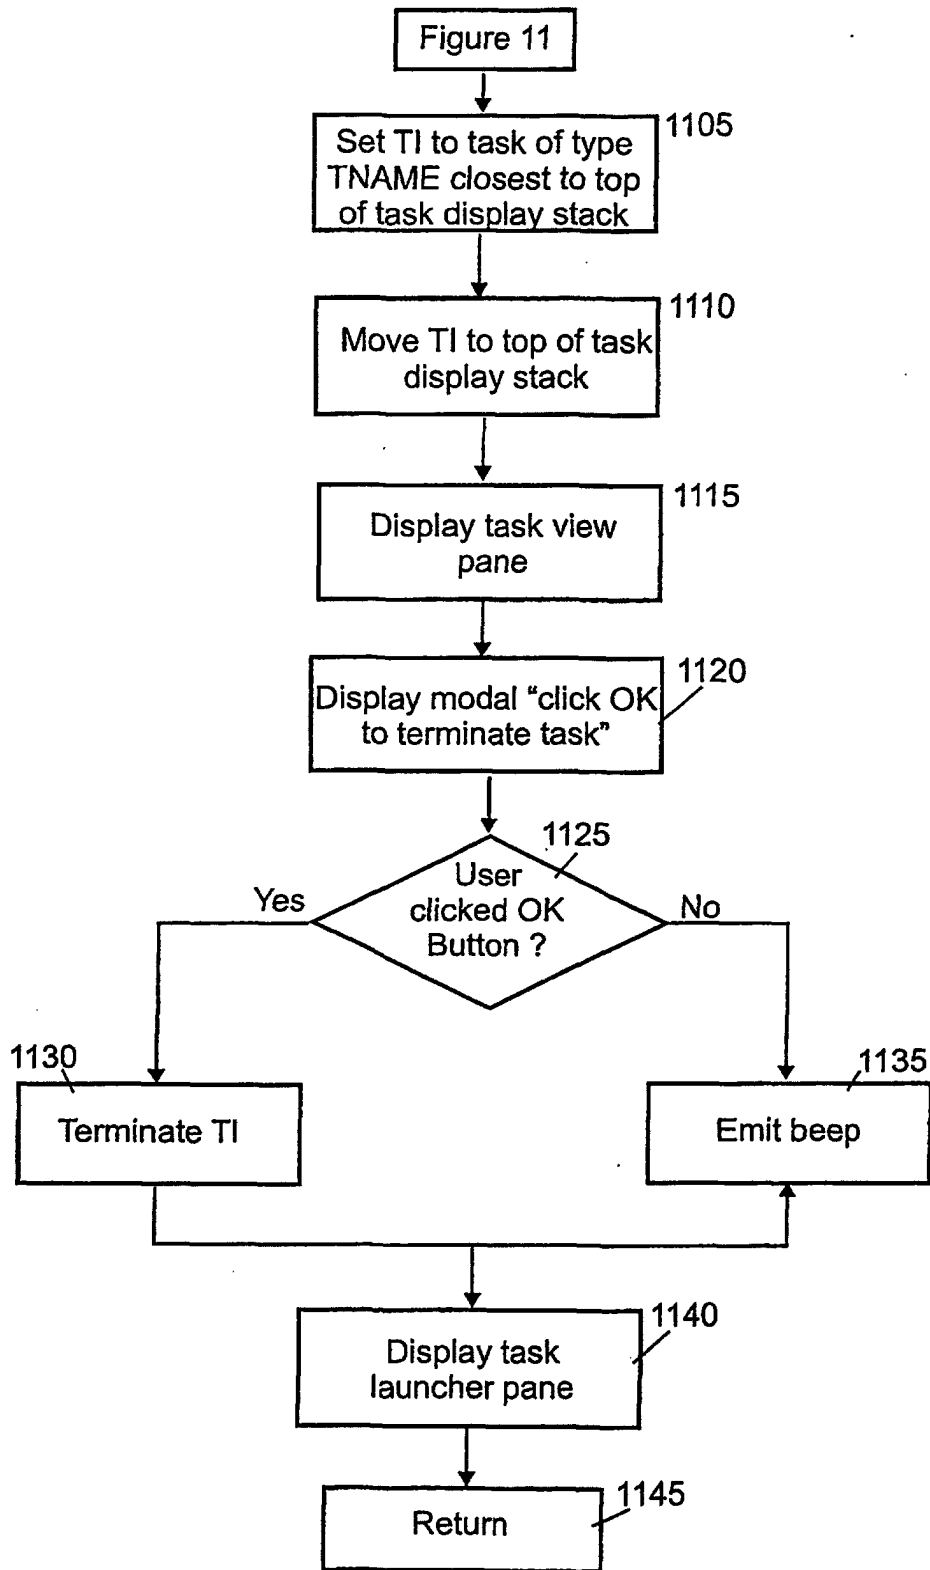 Figure 11
1105
Set TI to task of type
TNAME closest to top
of task display stack
1110
Move TI to top of task
display stack
1115
Display task view
pane
1120
Display modal “click OK
to terminate task”
1125
User
clicked OK
Button ?
Yes
No
1130
Terminate TI
1135
Emit beep
1140
Display task
launcher pane
1145
Return